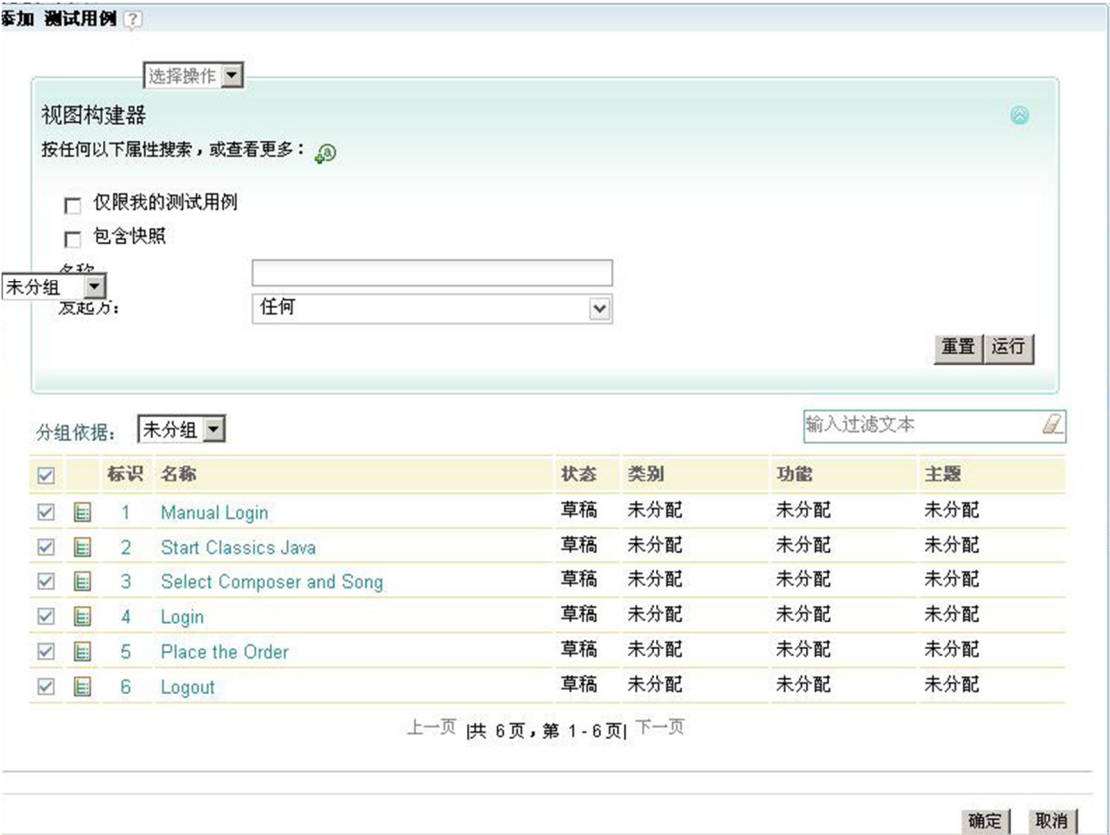 添加 测试用例 ?
选择操作
视图构建器
按任何以下属性搜索，或查看更多：
仅限我的测试用例
包含快照
名称
未分组
发起方：
任何
重置 运行
分组依据： 未分组 输入过滤文本
标识 名称 状态 类别 功能 主题
1 Manual Login 草稿 未分配 未分配 未分配
2 Start Classics Java 草稿 未分配 未分配 未分配
3 Select Composer and Song 草稿 未分配 未分配 未分配
4 Login 草稿 未分配 未分配 未分配
5 Place the Order 草稿 未分配 未分配 未分配
6 Logout 草稿 未分配 未分配 未分配
上一页 |共 6页，第 1-6页| 下一页
确定 取消